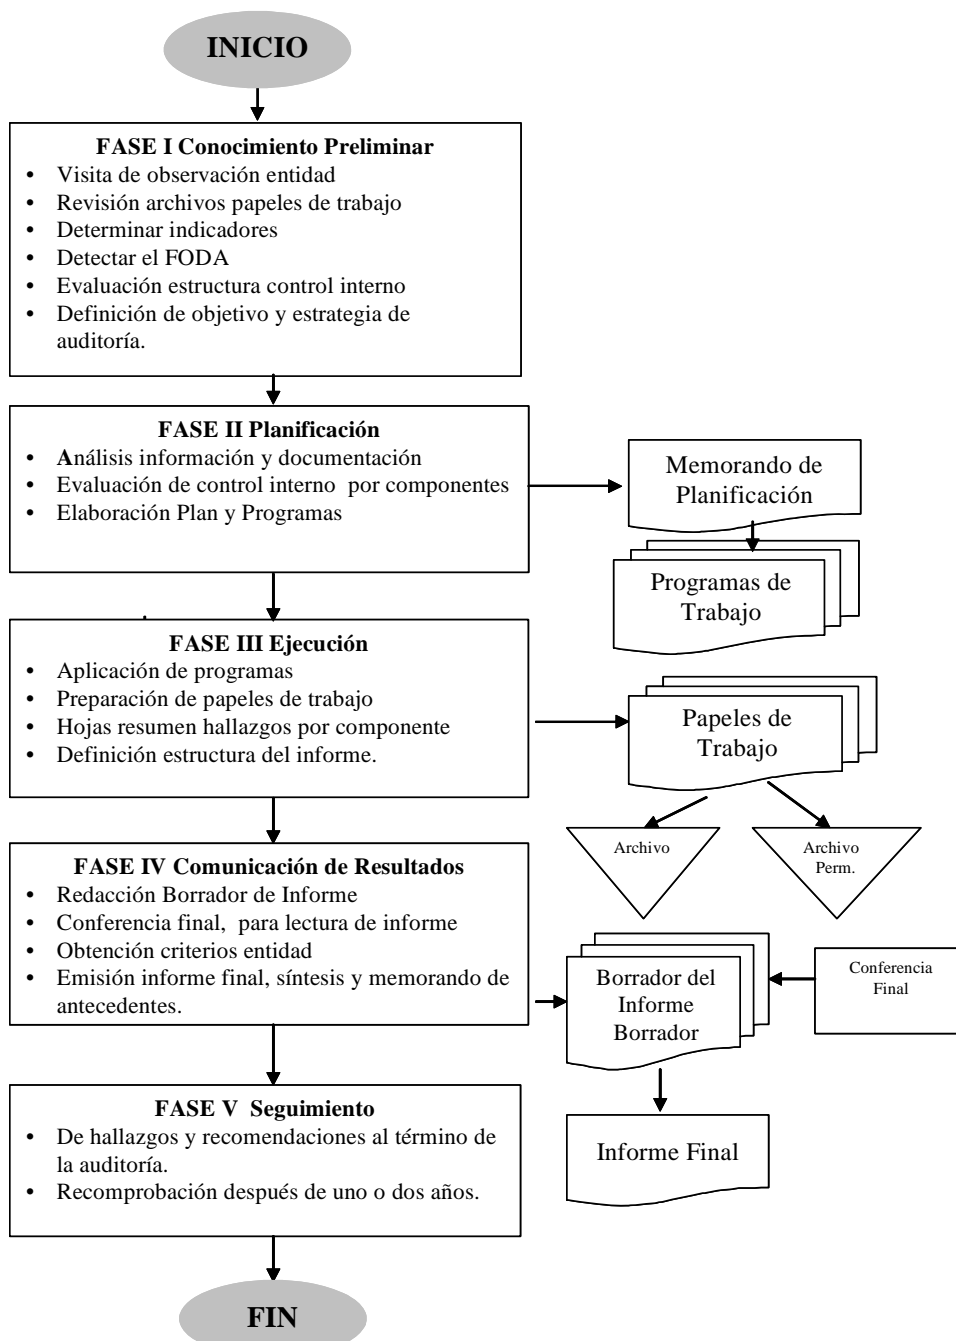 INICIO
FASE I Conocimiento Preliminar
• Visita de observación entidad
• Revisión archivos papeles de trabajo
• Determinar indicadores
• Detectar el FODA
• Evaluación estructura control interno
• Definición de objetivo y estrategia de
auditoría.
FASE II Planificación
• Análisis información y documentación
• Evaluación de control interno  por componentes
• Elaboración Plan y Programas
Memorando de
Planificación
Programas de
Trabajo
FASE III Ejecución
• Aplicación de programas
• Preparación de papeles de trabajo
• Hojas resumen hallazgos por componente
• Definición estructura del informe.
Papeles de
Trabajo
Archivo
Archivo
Perm.
FASE IV Comunicación de Resultados
• Redacción Borrador de Informe
• Conferencia final,  para lectura de informe
• Obtención criterios entidad
• Emisión informe final, síntesis y memorando de
antecedentes.
Borrador del
Informe
Borrador
Conferencia
Final
FASE V  Seguimiento
• De hallazgos y recomendaciones al término de
la auditoría.
• Recomprobación después de uno o dos años.
Informe Final
FIN